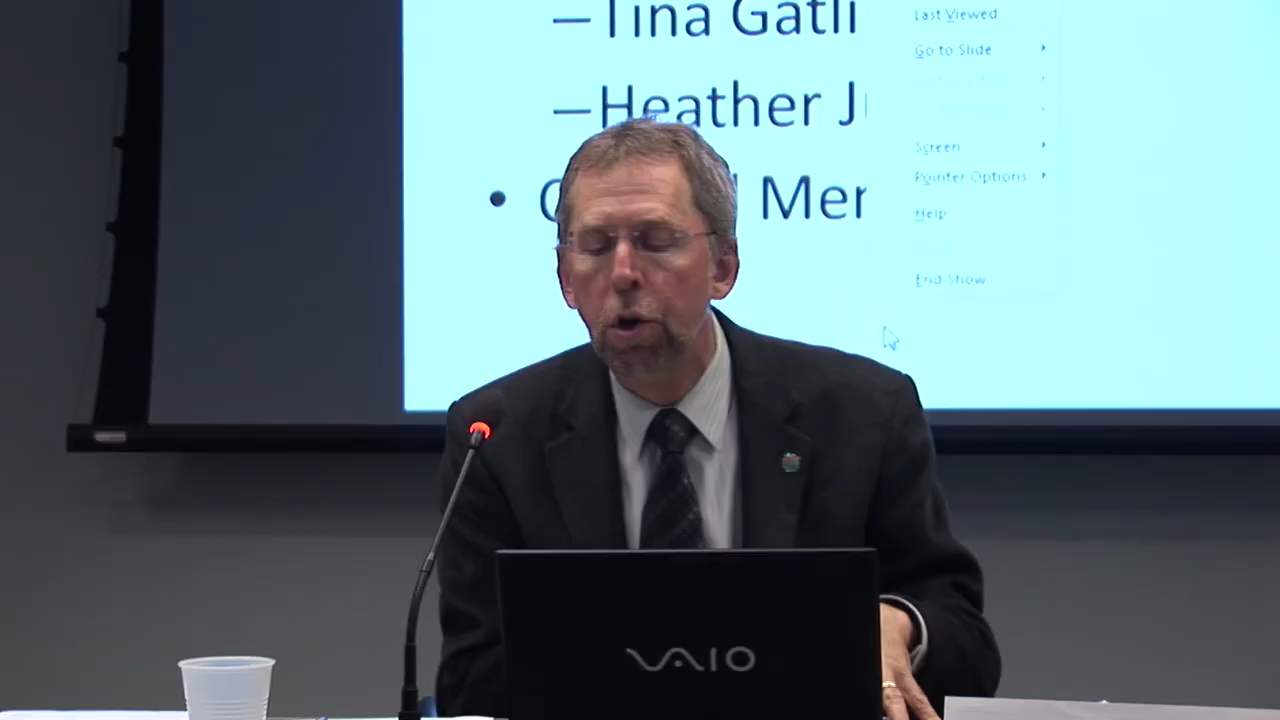 –Tina Gatli
Last Viewed
Go to Slide
–Heather J
Screen
Pointer Options
• Mer
Help
End Show
VAIO